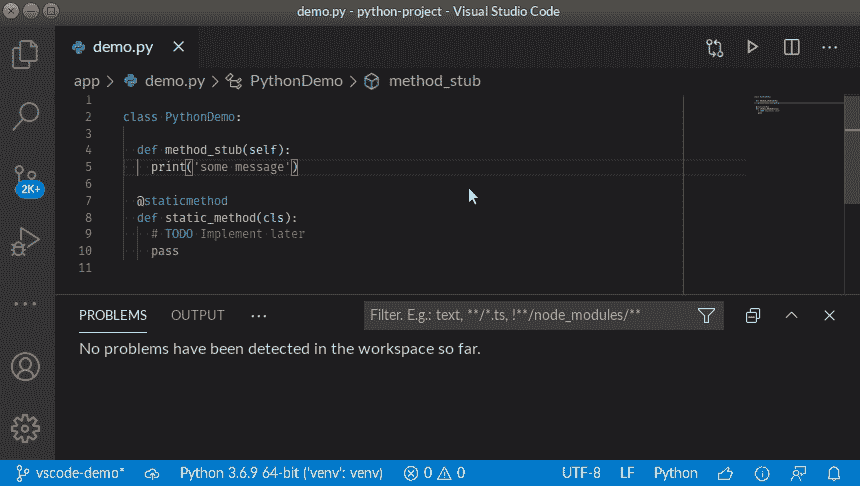 demo.py - python-project - Visual Studio Code
demo.py
app > demo.py > PythonDemo > method_stub
1
2 class PythonDemo:
3
4 def method_stub(self):
5 print('some message')
6
7 @staticmethod
8 def static_method(cls):
9 # TODO Implement later
10 pass
11
2K+
PROBLEMS OUTPUT ... Filter. E.g.: text, **/*.ts, !**/node_modules/**
No problems have been detected in the workspace so far.
vscode-demo* Python 3.6.9 64-bit ('venv': venv) 0 0 UTF-8 LF Python